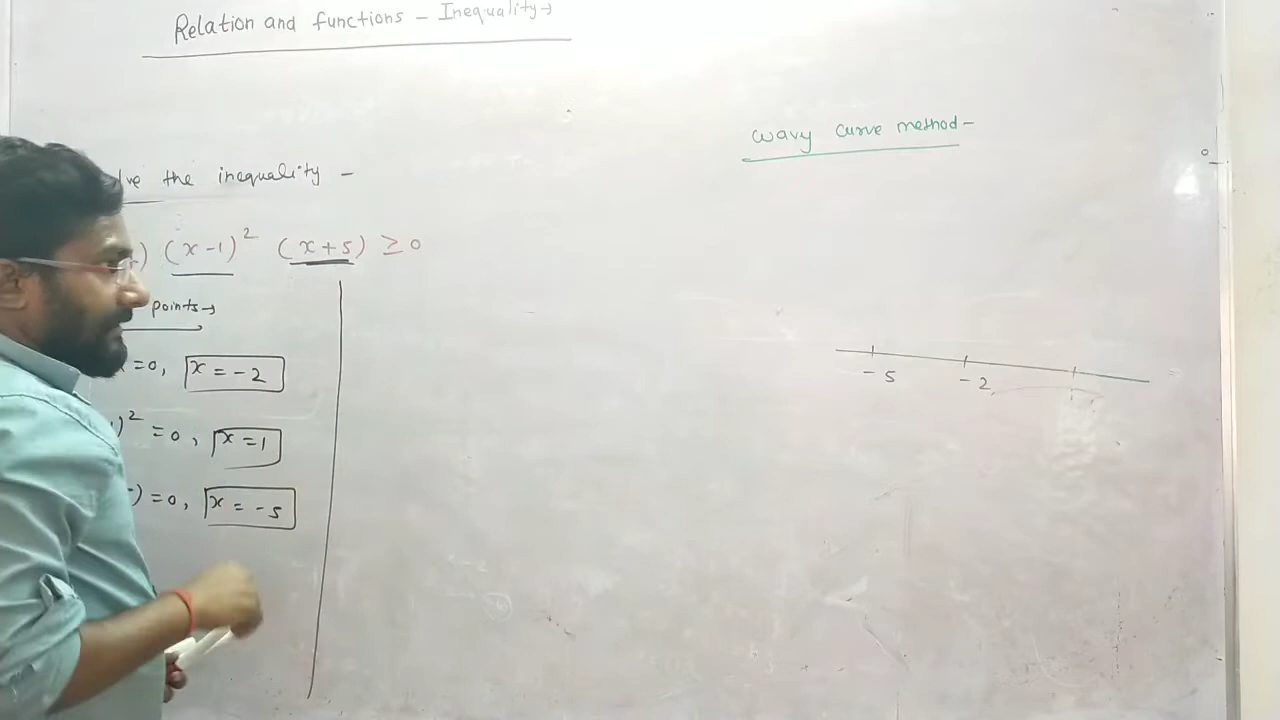 Relation and functions - Inequality→
Wavy Curve method-
the inequality -
(x-1)² (x+5) ≥ 0
points→
=0, x = -2
)² = 0, x = 1
) = 0, x = -5
-5 -2